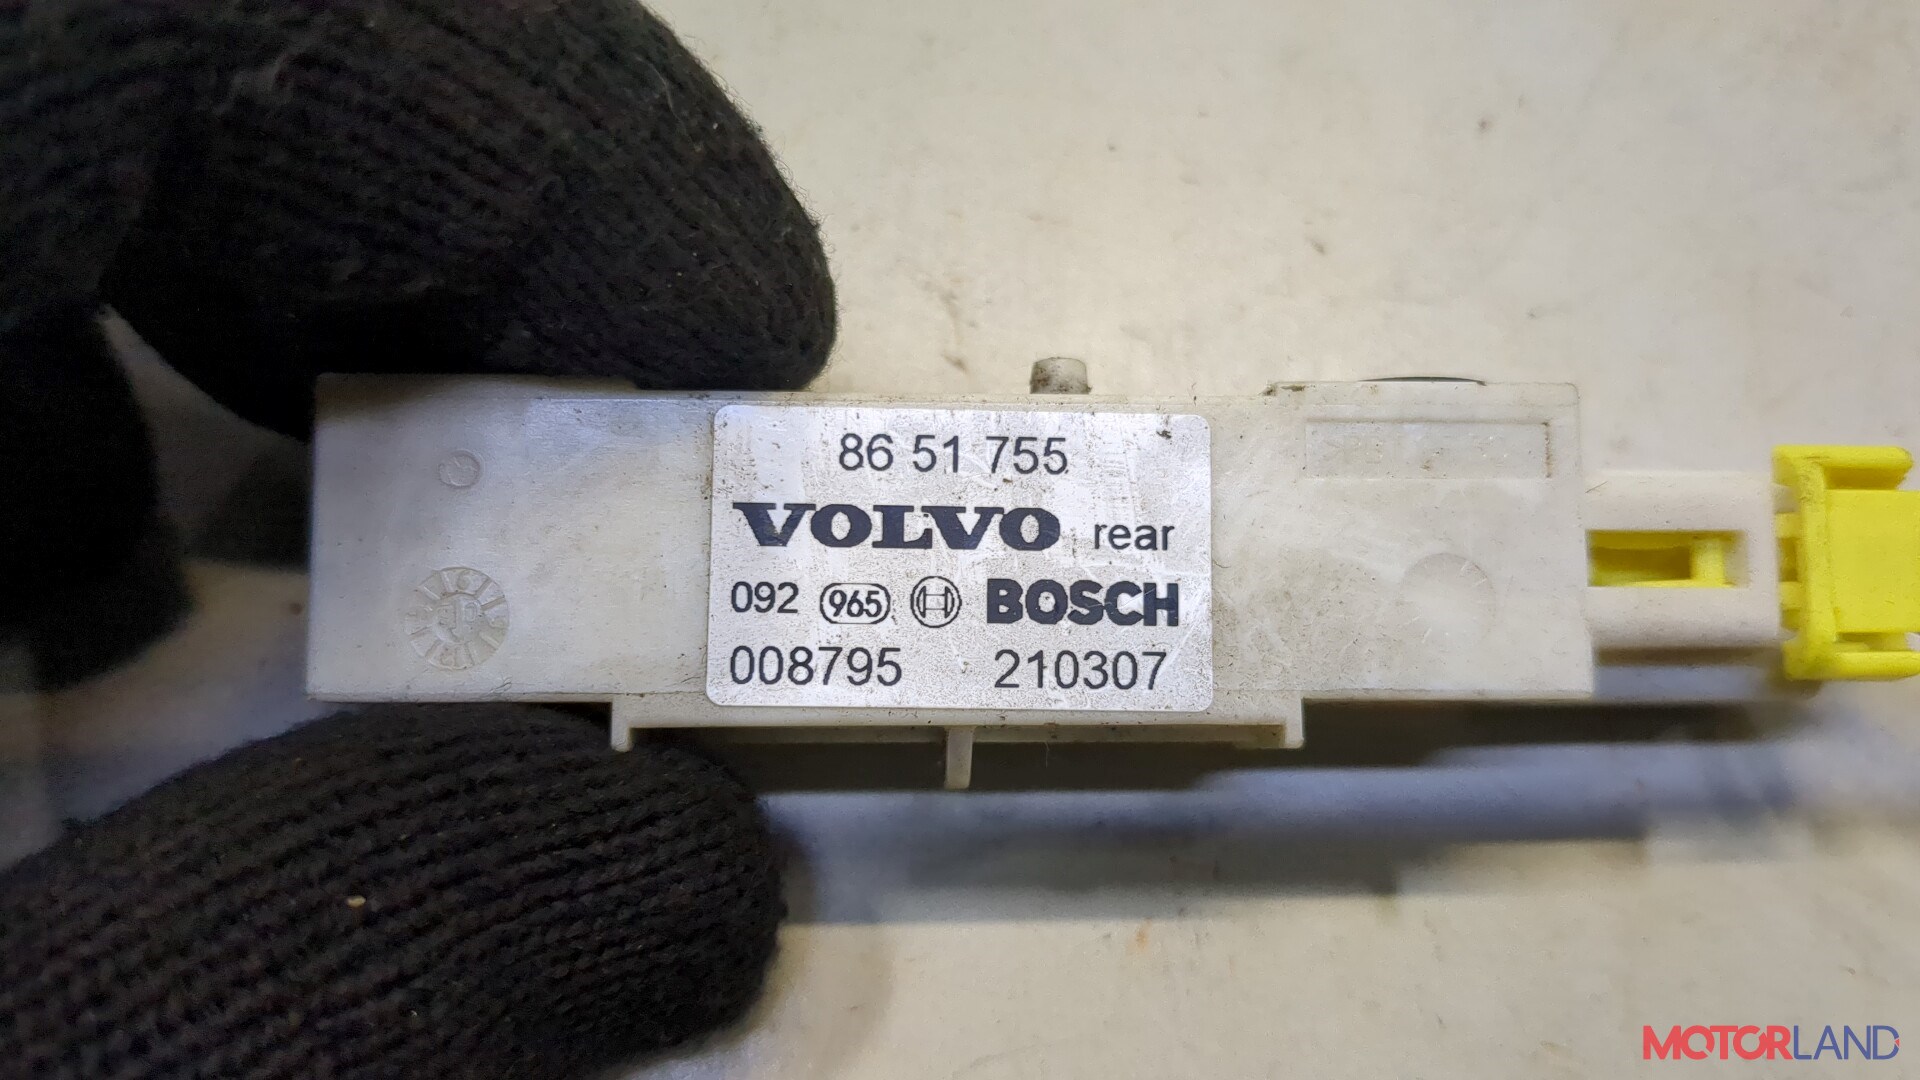 86 51 755
VOLVO rear
092 965 BOSCH
008795 210307
MOTORLAND